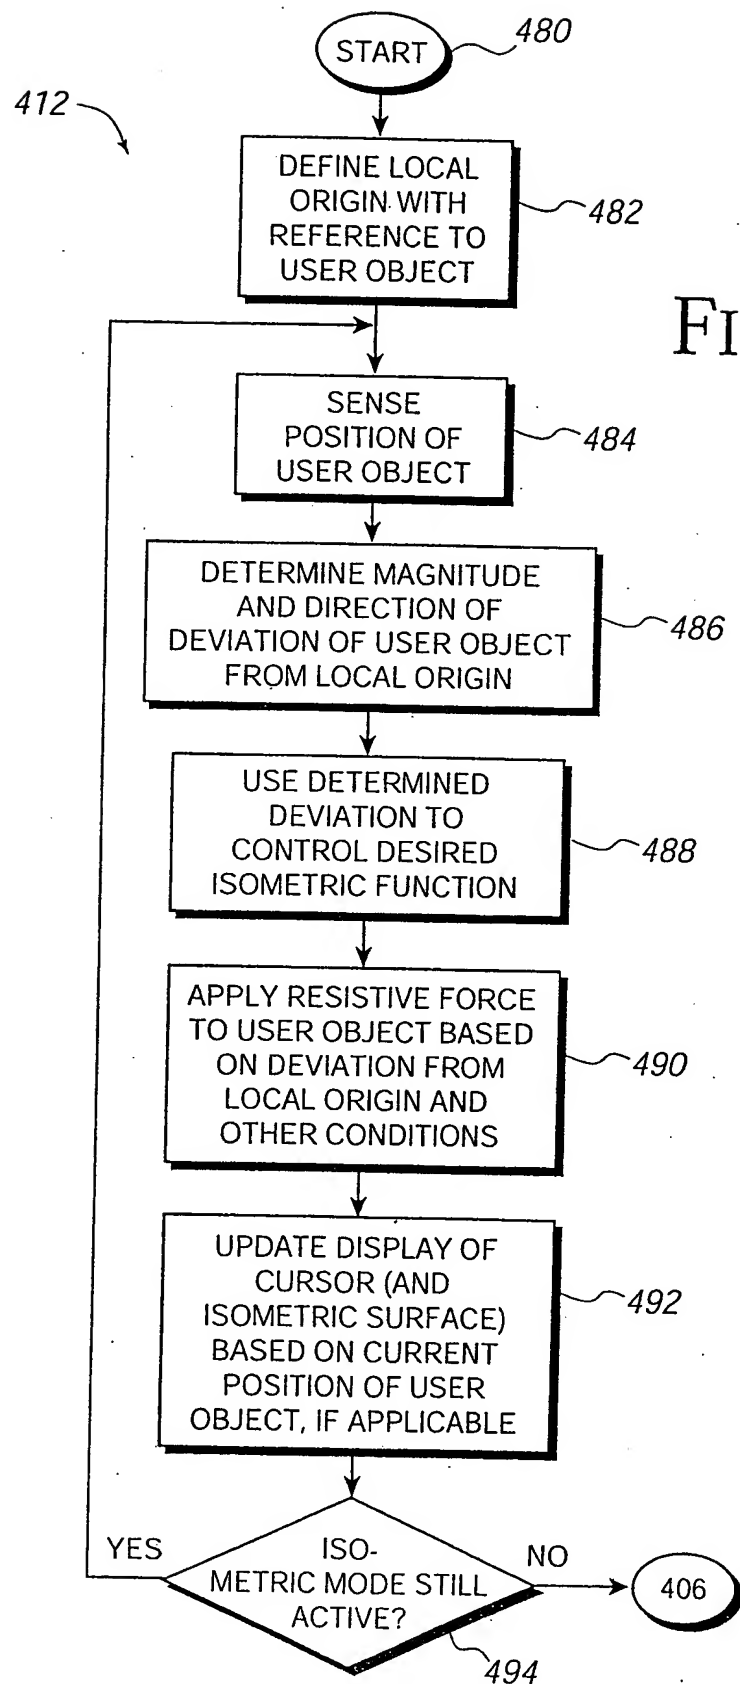 START
480
412
DEFINE LOCAL
ORIGIN WITH
REFERENCE TO
USER OBJECT
482
FI
SENSE
POSITION OF
USER OBJECT
484
DETERMINE MAGNITUDE
AND DIRECTION OF
DEVIATION OF USER OBJECT
FROM LOCAL ORIGIN
486
USE DETERMINED
DEVIATION TO
CONTROL DESIRED
ISOMETRIC FUNCTION
488
APPLY RESISTIVE FORCE
TO USER OBJECT BASED
ON DEVIATION FROM
LOCAL ORIGIN AND
OTHER CONDITIONS
490
UPDATE DISPLAY OF
CURSOR (AND
ISOMETRIC SURFACE)
BASED ON CURRENT
POSITION OF USER
OBJECT, IF APPLICABLE
492
YES
ISO-
METRIC MODE STILL
ACTIVE?
NO
406
494